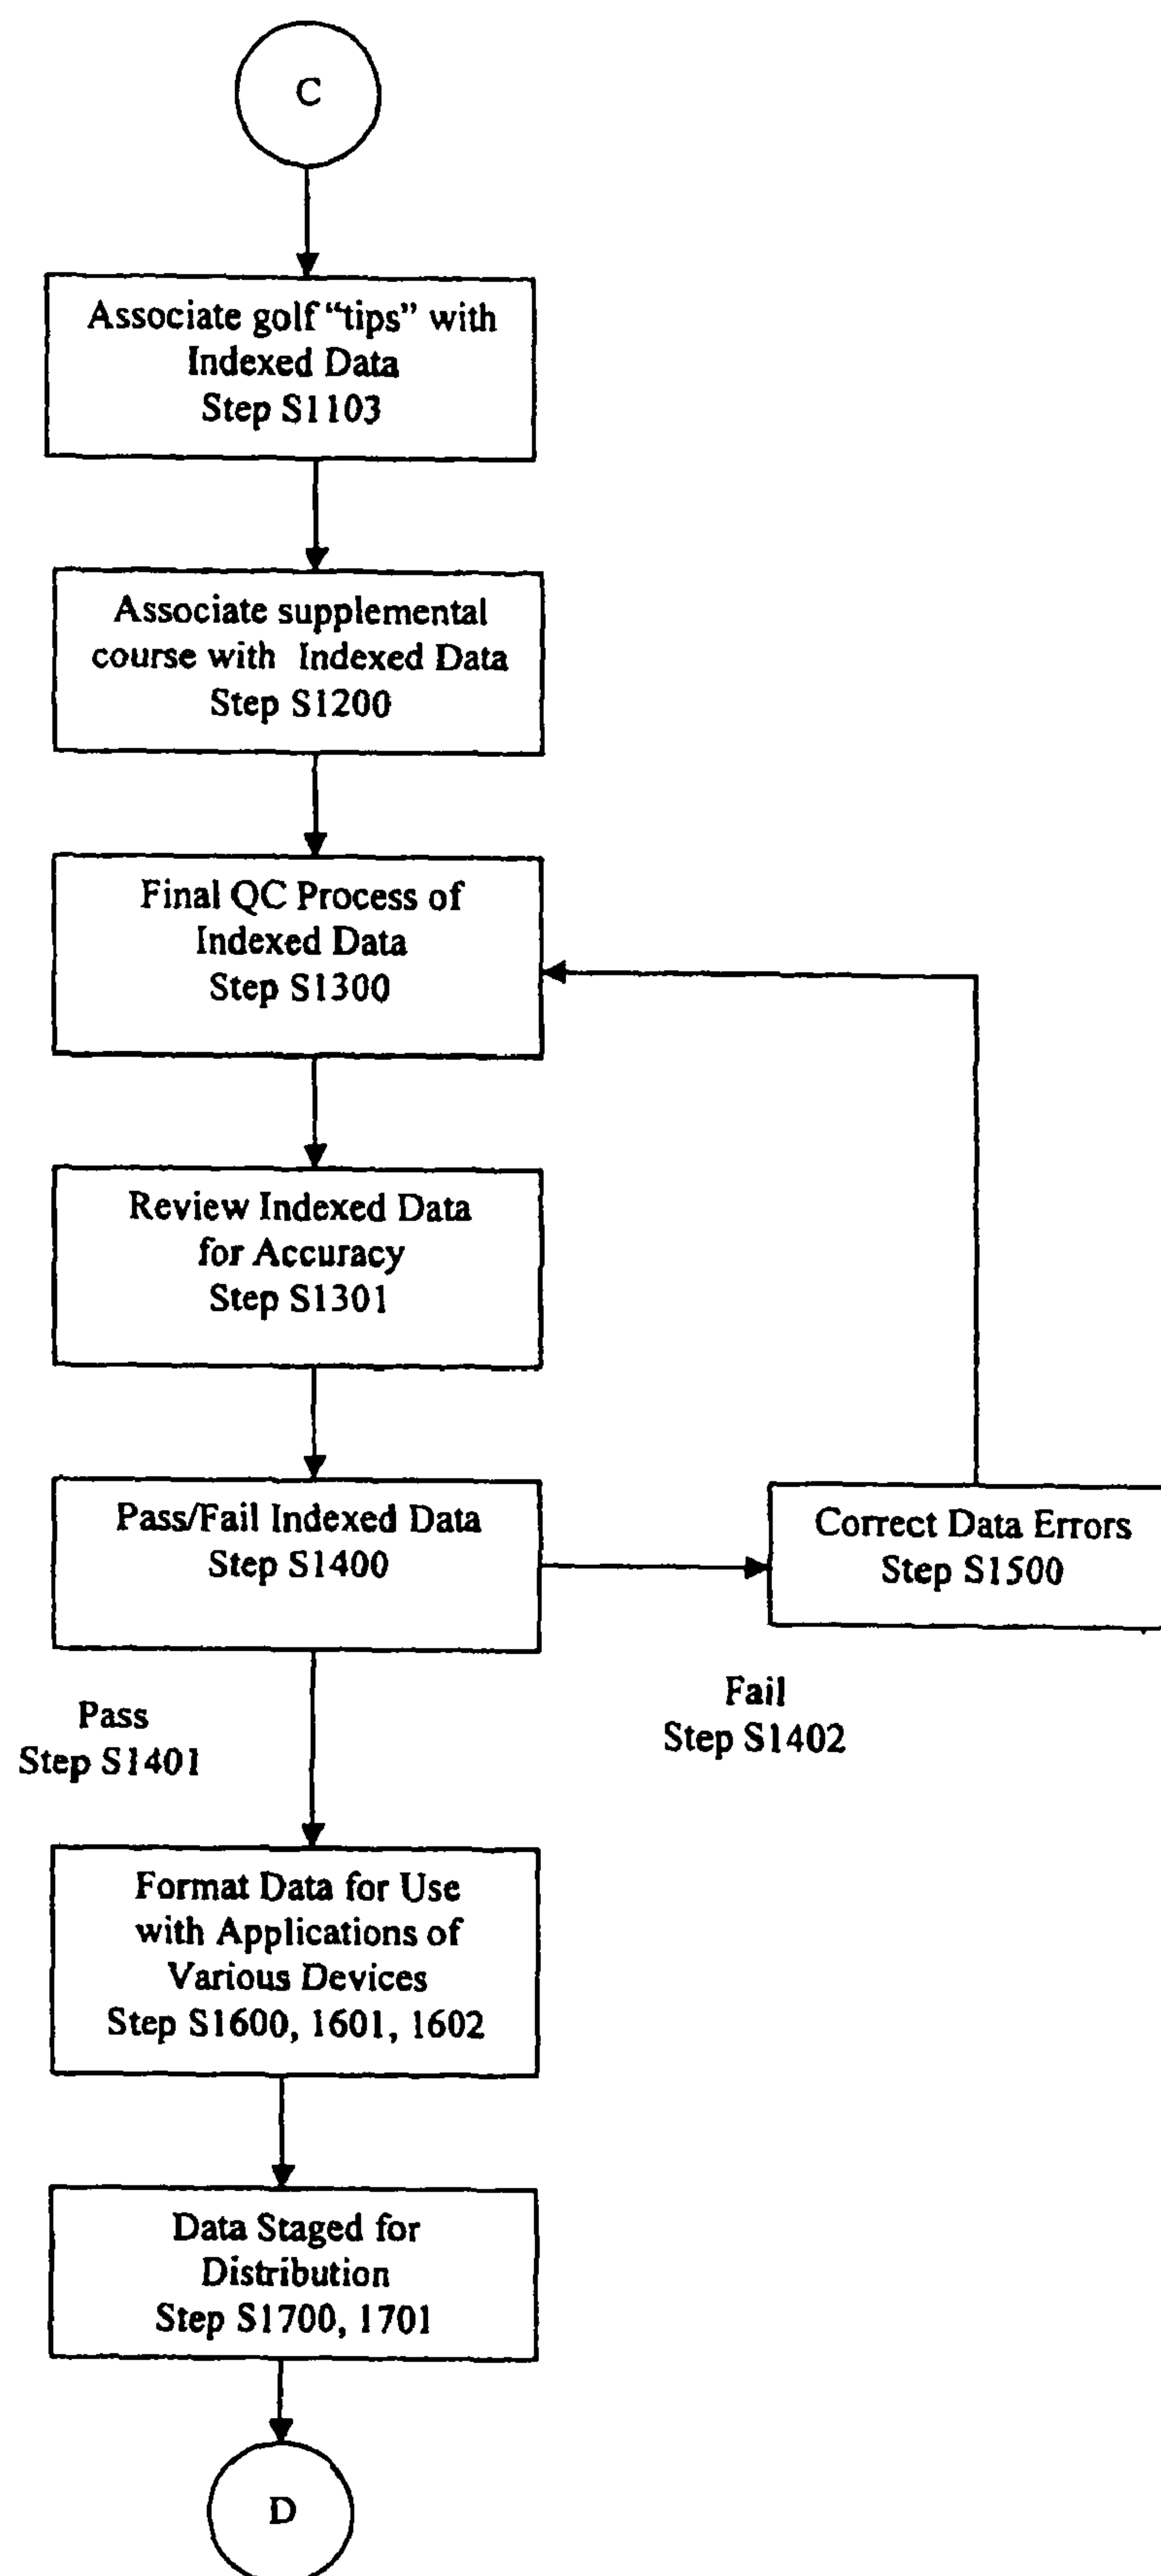 C
Associate golf “tips” with
Indexed Data
Step S1103
Associate supplemental
course with Indexed Data
Step S1200
Final QC Process of
Indexed Data
Step S1300
Review Indexed Data
for Accuracy
Step S1301
Pass/Fail Indexed Data
Step S1400
Correct Data Errors
Step S1500
Pass
Step S1401
Fail
Step S1402
Format Data for Use
with Applications of
Various Devices
Step S1600, 1601, 1602
Data Staged for
Distribution
Step S1700, 1701
D